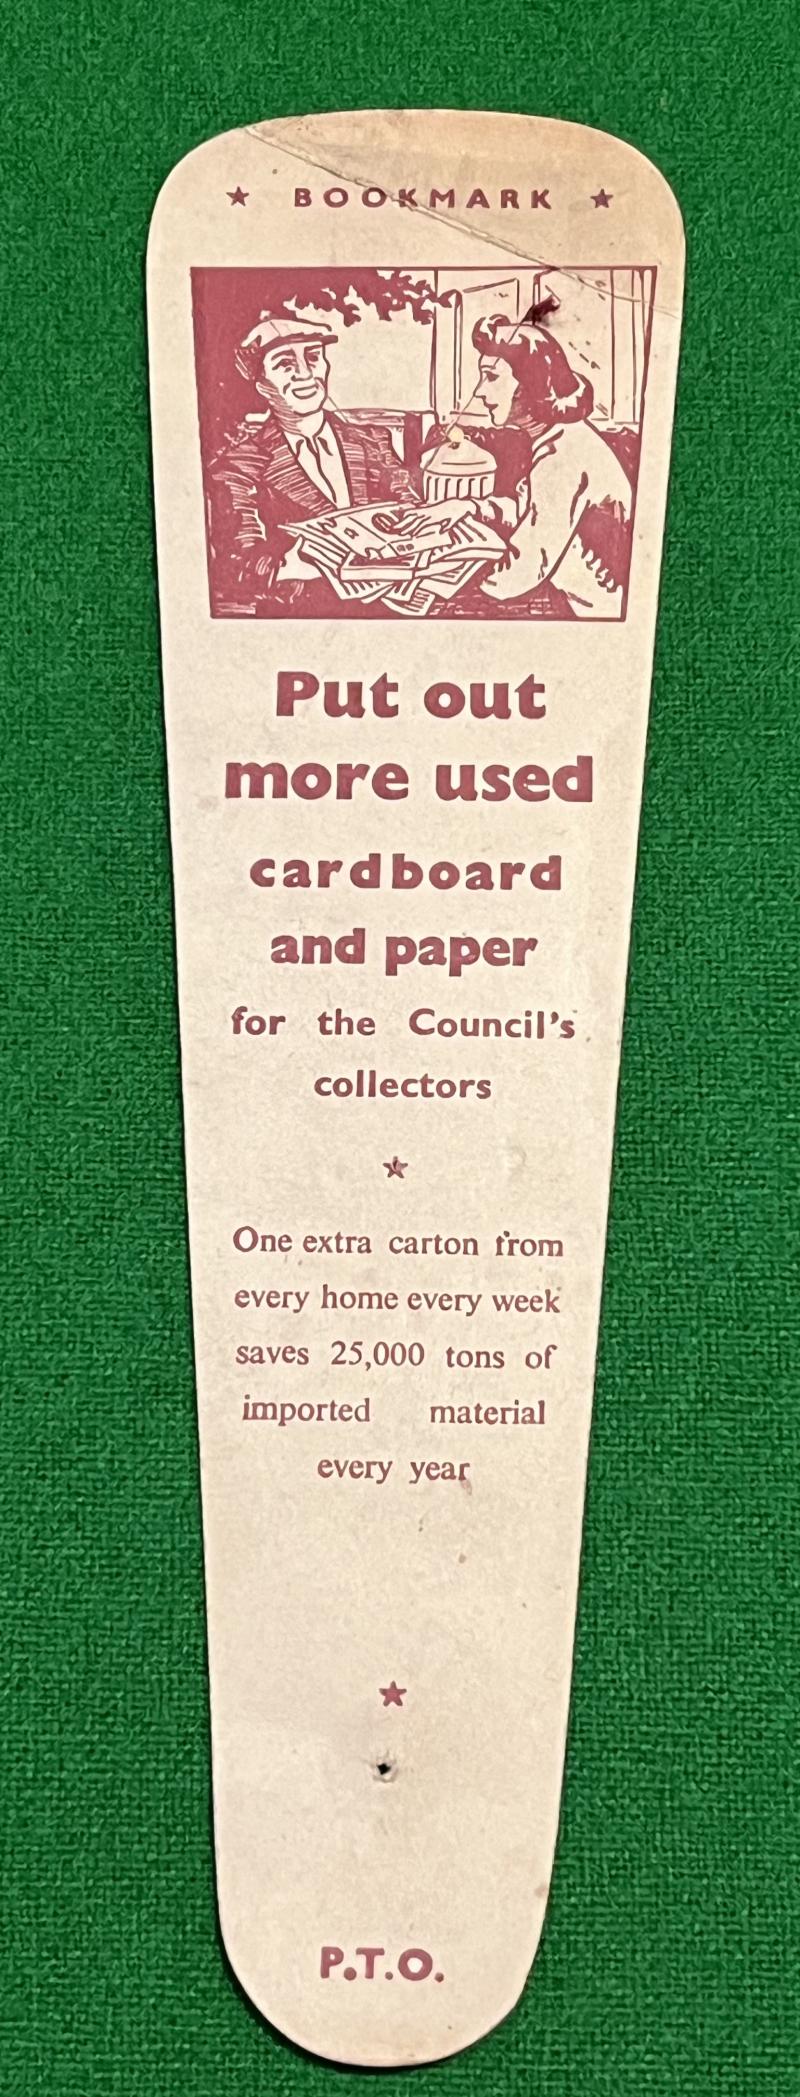 ★ BOOKMARK ★
Put out
more used
cardboard
and paper
for the Council's
collectors
★
One extra carton from
every home every week
saves 25,000 tons of
imported material
every year
★
P.T.O.